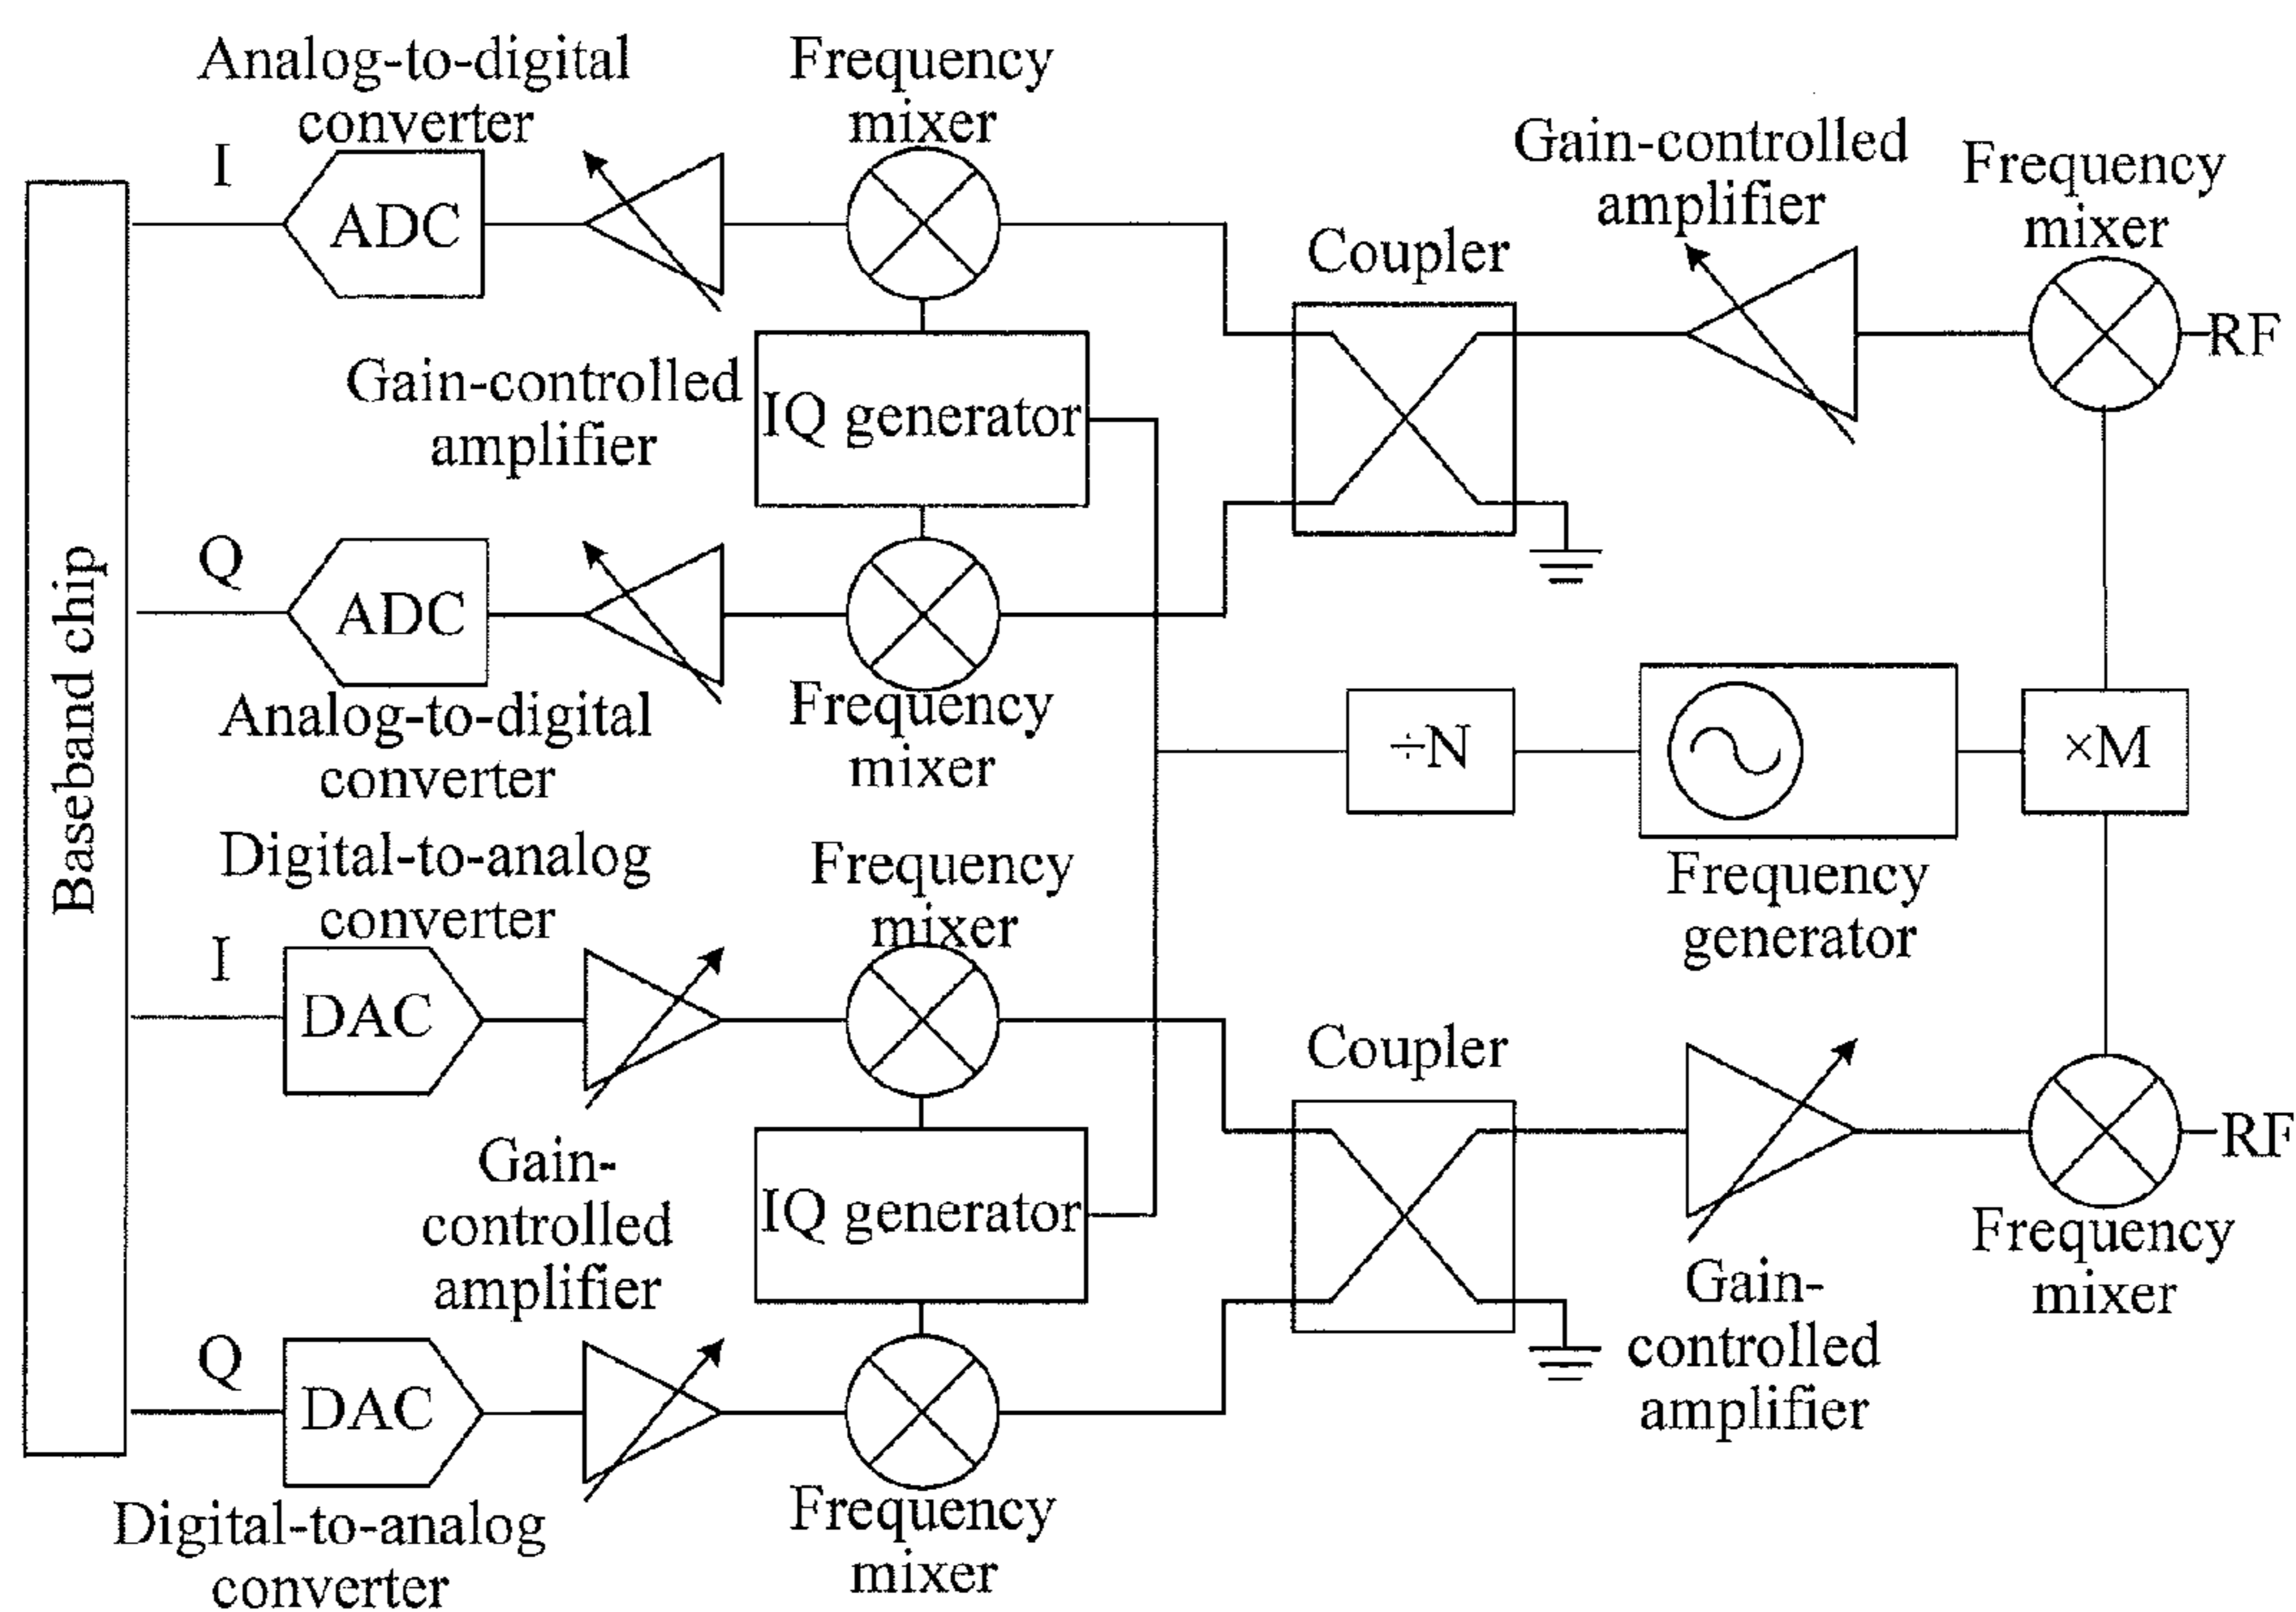 Analog-to-digital
converter
Frequency
mixer
Gain-controlled
amplifier
Frequency
mixer
I
ADC
Coupler
RF
Gain-controlled
amplifier
IQ generator
Q
ADC
Baseband chip
Analog-to-digital
converter
Frequency
mixer
÷N
×M
Digital-to-analog
converter
Frequency
mixer
Frequency
generator
I
DAC
Coupler
RF
Gain-
controlled
amplifier
IQ generator
Frequency
mixer
Gain-
controlled
amplifier
Q
DAC
Digital-to-analog
converter
Frequency
mixer